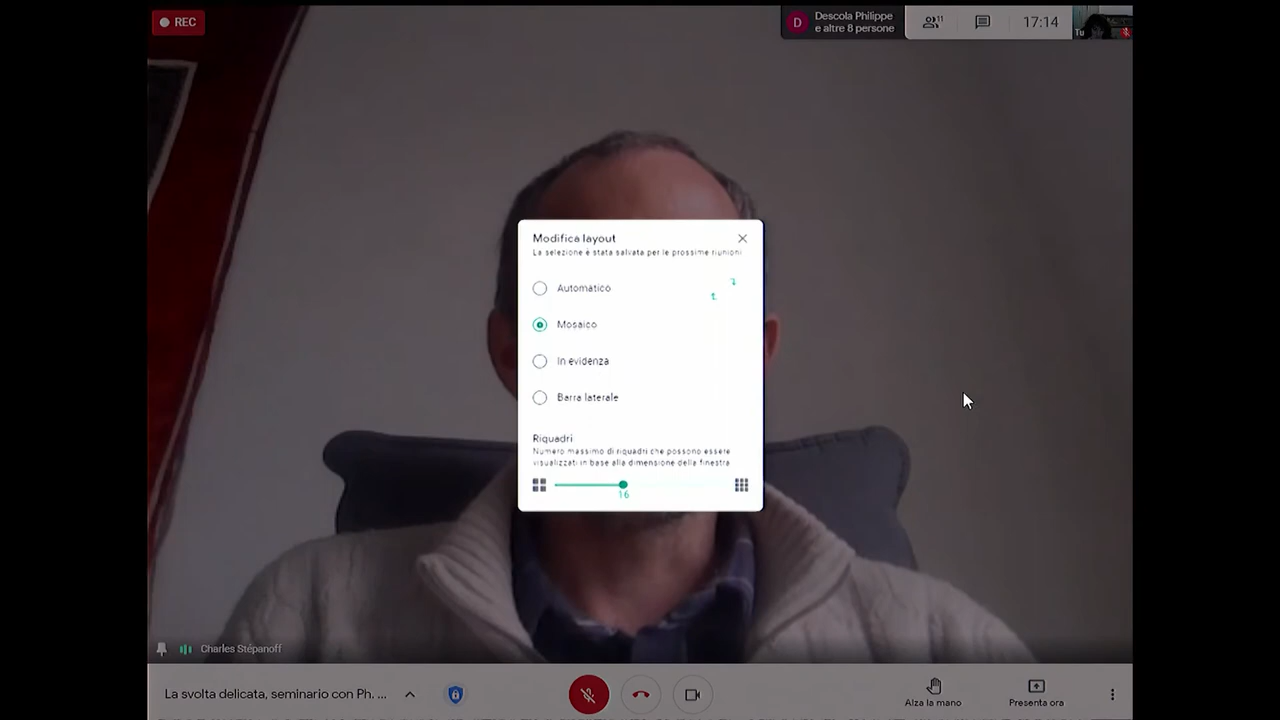 REC
D
Descola Philippe
e altre 8 persone
11
17:14
Tu
Modifica layout
La selezione è stata salvata per le prossime riunioni
Automatico
Mosaico
In evidenza
Barra laterale
Riquadri
Numero massimo di riquadri che possono essere
visualizzati in base alla dimensione della finestra
16
Charles Stépanoff
La svolta delicata, seminario con Ph. ...
Alza la mano
Presenta ora